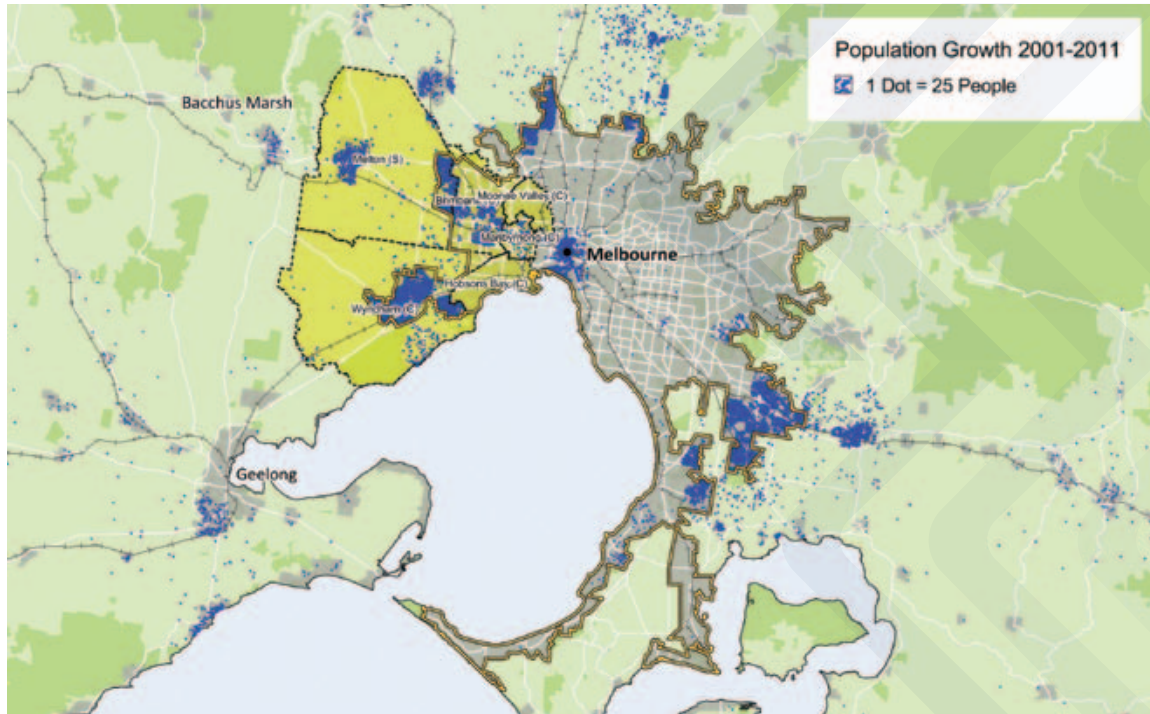 Population Growth 2001-2011
1 Dot = 25 People
Bacchus Marsh
Melton (S)
Moonee Valley (C)
Maribyrnong (C)
Melbourne
Hobsons Bay (C)
Wyndham (C)
Geelong